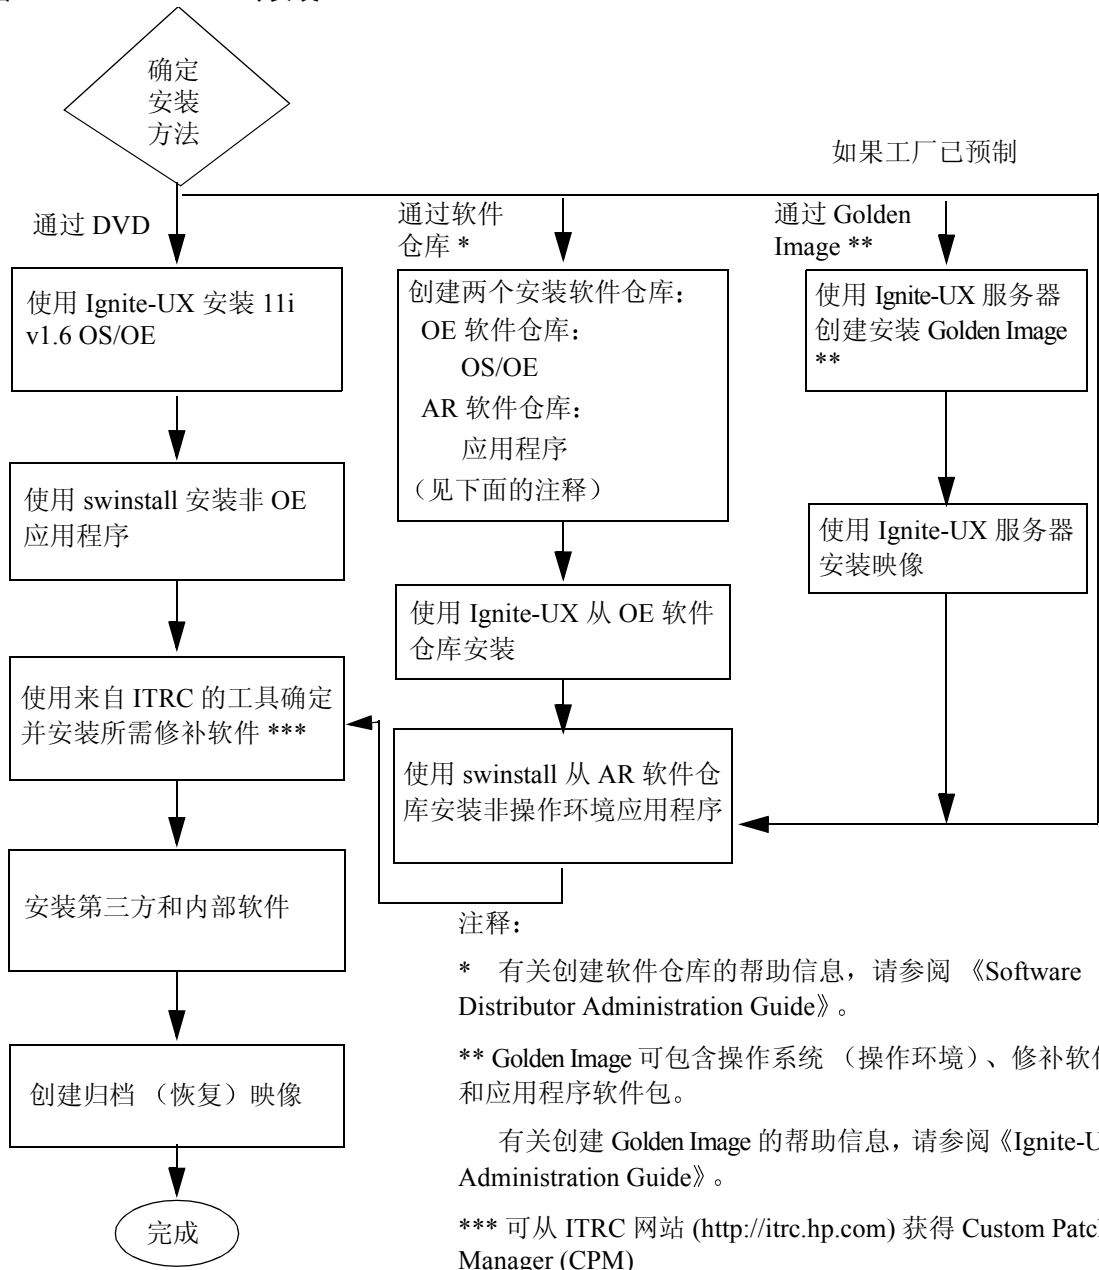 确定
安装
方法
如果工厂已预制
通过 DVD
使用 Ignite-UX 安装 11i
v1.6 OS/OE
使用 swinstall 安装非 OE
应用程序
使用来自 ITRC 的工具确定
并安装所需修补软件 ***
安装第三方和内部软件
创建归档 （恢复）映像
完成
通过软件
仓库 *
创建两个安装软件仓库：
OE 软件仓库：
OS/OE
AR 软件仓库：
应用程序
（见下面的注释）
使用 Ignite-UX 从 OE 软件
仓库安装
使用 swinstall 从 AR 软件仓
库安装非操作环境应用程序
通过 Golden
Image **
使用 Ignite-UX 服务器
创建安装 Golden Image
**
使用 Ignite-UX 服务器
安装映像
注释：
* 有关创建软件仓库的帮助信息，请参阅 《Software
Distributor Administration Guide》。
** Golden Image 可包含操作系统 （操作环境）、修补软
和应用程序软件包。
有关创建 Golden Image 的帮助信息，请参阅《Ignite-U
Administration Guide》。
*** 可从 ITRC 网站 (http://itrc.hp.com) 获得 Custom Patc
Manager (CPM)